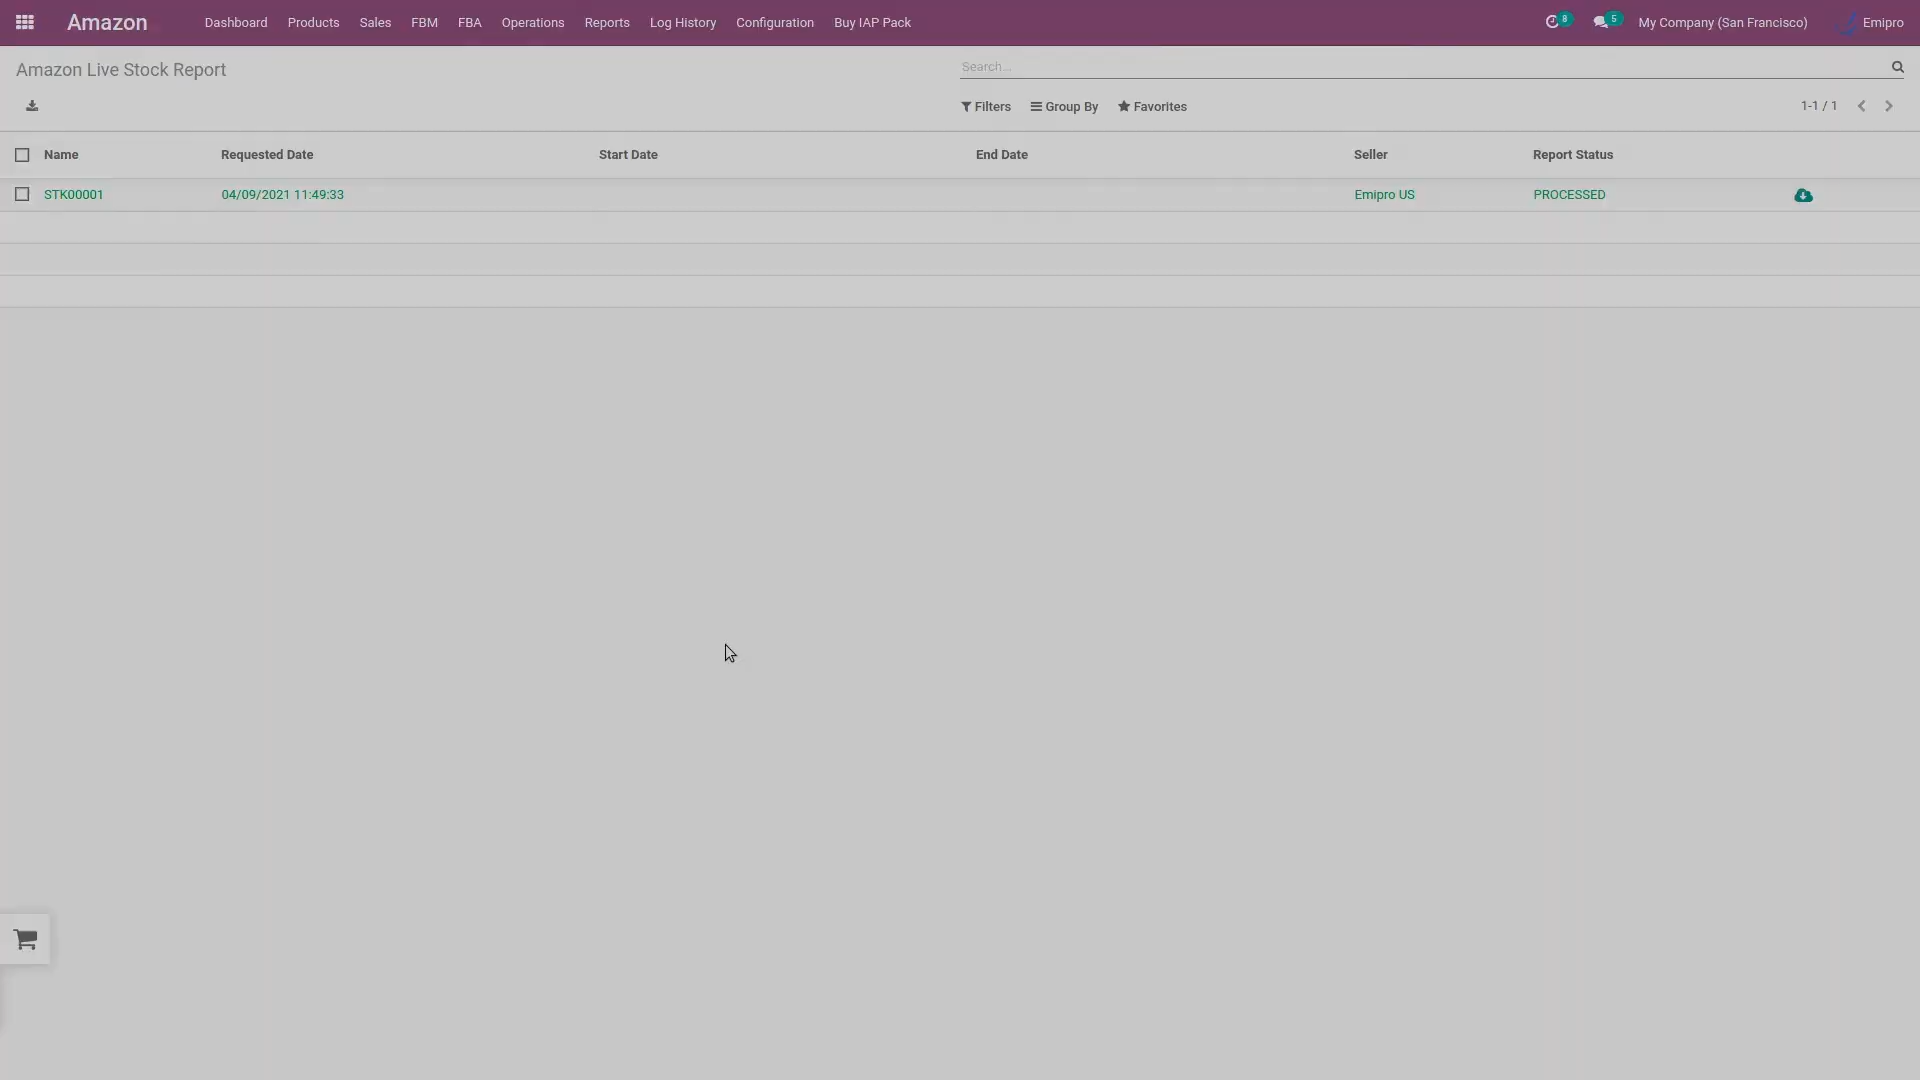 Amazon Dashboard Products Sales FBM FBA Operations Reports Log History Configuration Buy IAP Pack 8 5 My Company (San Francisco) Emipro
Amazon Live Stock Report Search...
Filters Group By Favorites 1-1 / 1
Name Requested Date Start Date End Date Seller Report Status
STK00001 04/09/2021 11:49:33 Emipro US PROCESSED